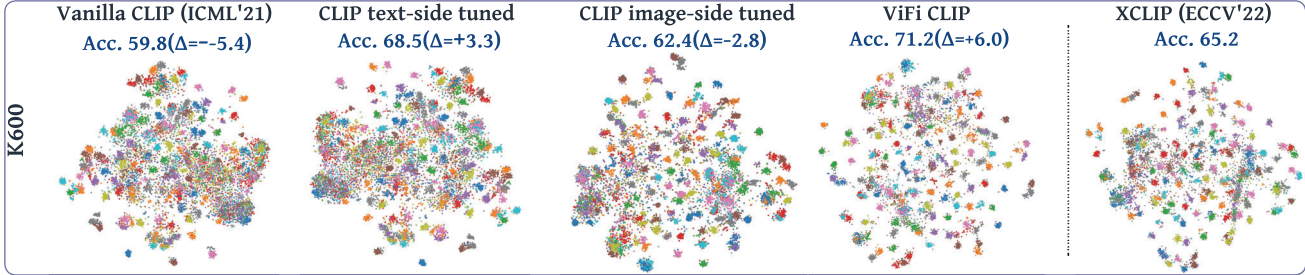 Vanilla CLIP (ICML'21)
Acc. 59.8(Δ=−-5.4)
CLIP text-side tuned
Acc. 68.5(Δ=+3.3)
CLIP image-side tuned
Acc. 62.4(Δ=-2.8)
ViFi CLIP
Acc. 71.2(Δ=+6.0)
XCLIP (ECCV'22)
Acc. 65.2
K600